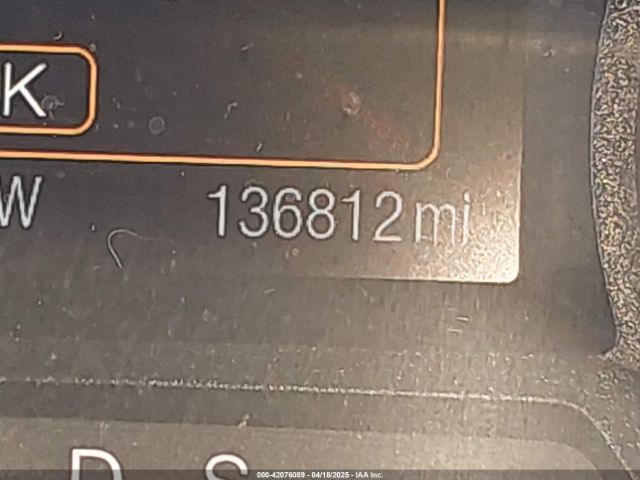 K
W 136812mi
D S
000-42076089 - 04/18/2025 - IAA Inc.